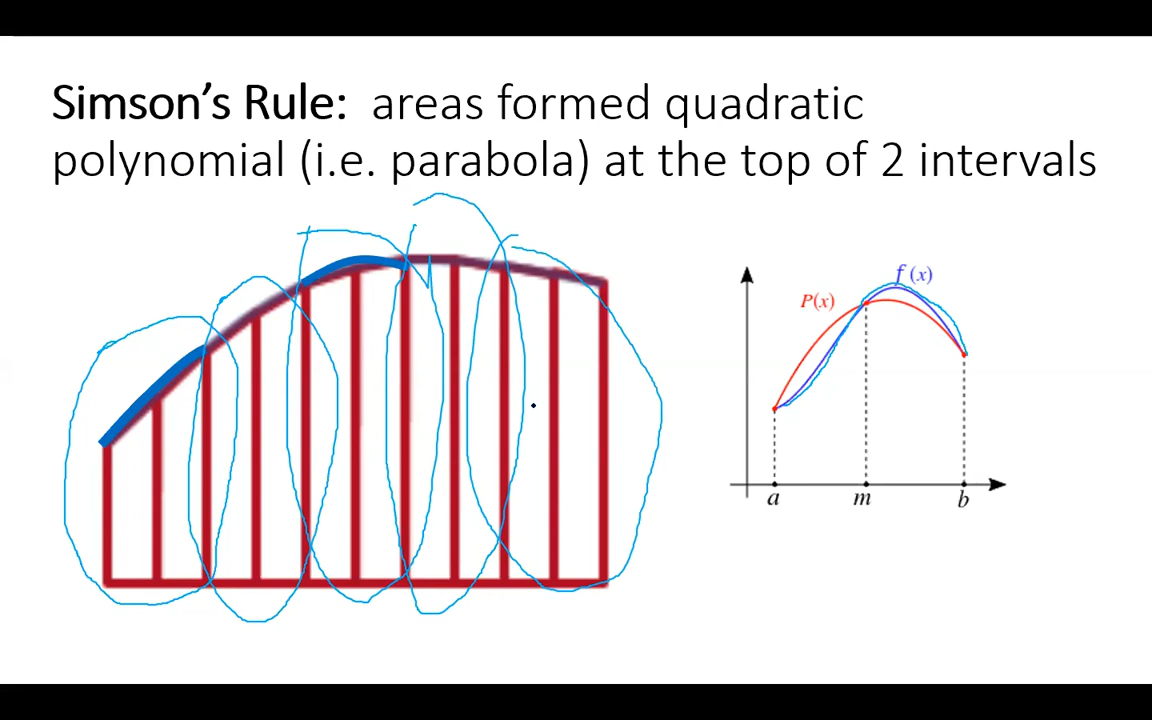 Simson’s Rule: areas formed quadratic
polynomial (i.e. parabola) at the top of 2 intervals
f(x)
P(x)
a
m
b